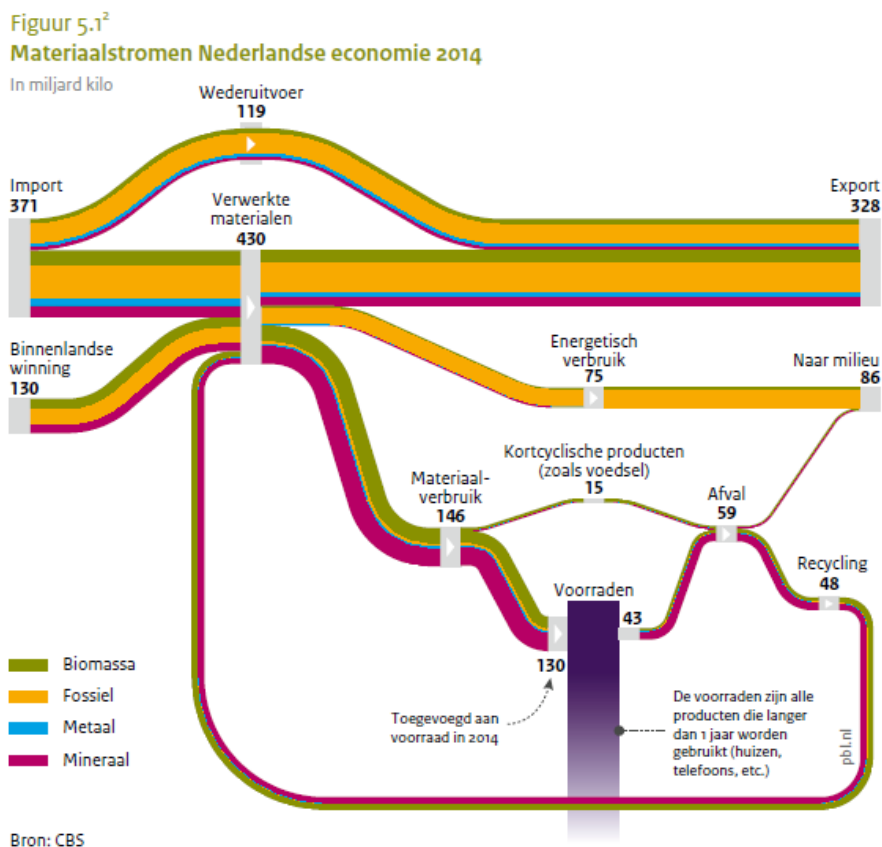 Figuur 5.1²
Materiaalstromen Nederlandse economie 2014
In miljard kilo
Wederuitvoer
119
Import
371
Verwerkte
materialen
430
Export
328
Binnenlandse
winning
130
Energetisch
verbruik
75
Naar milieu
86
Kortcyclische producten
(zoals voedsel)
15
Materiaal-
verbruik
146
Afval
59
Recycling
48
Voorraden
43
130
Toegevoegd aan
voorraad in 2014
De voorraden zijn alle
producten die langer
dan 1 jaar worden
gebruikt (huizen,
telefoons, etc.)
pbl.nl
Biomassa
Fossiel
Metaal
Mineraal
Bron: CBS